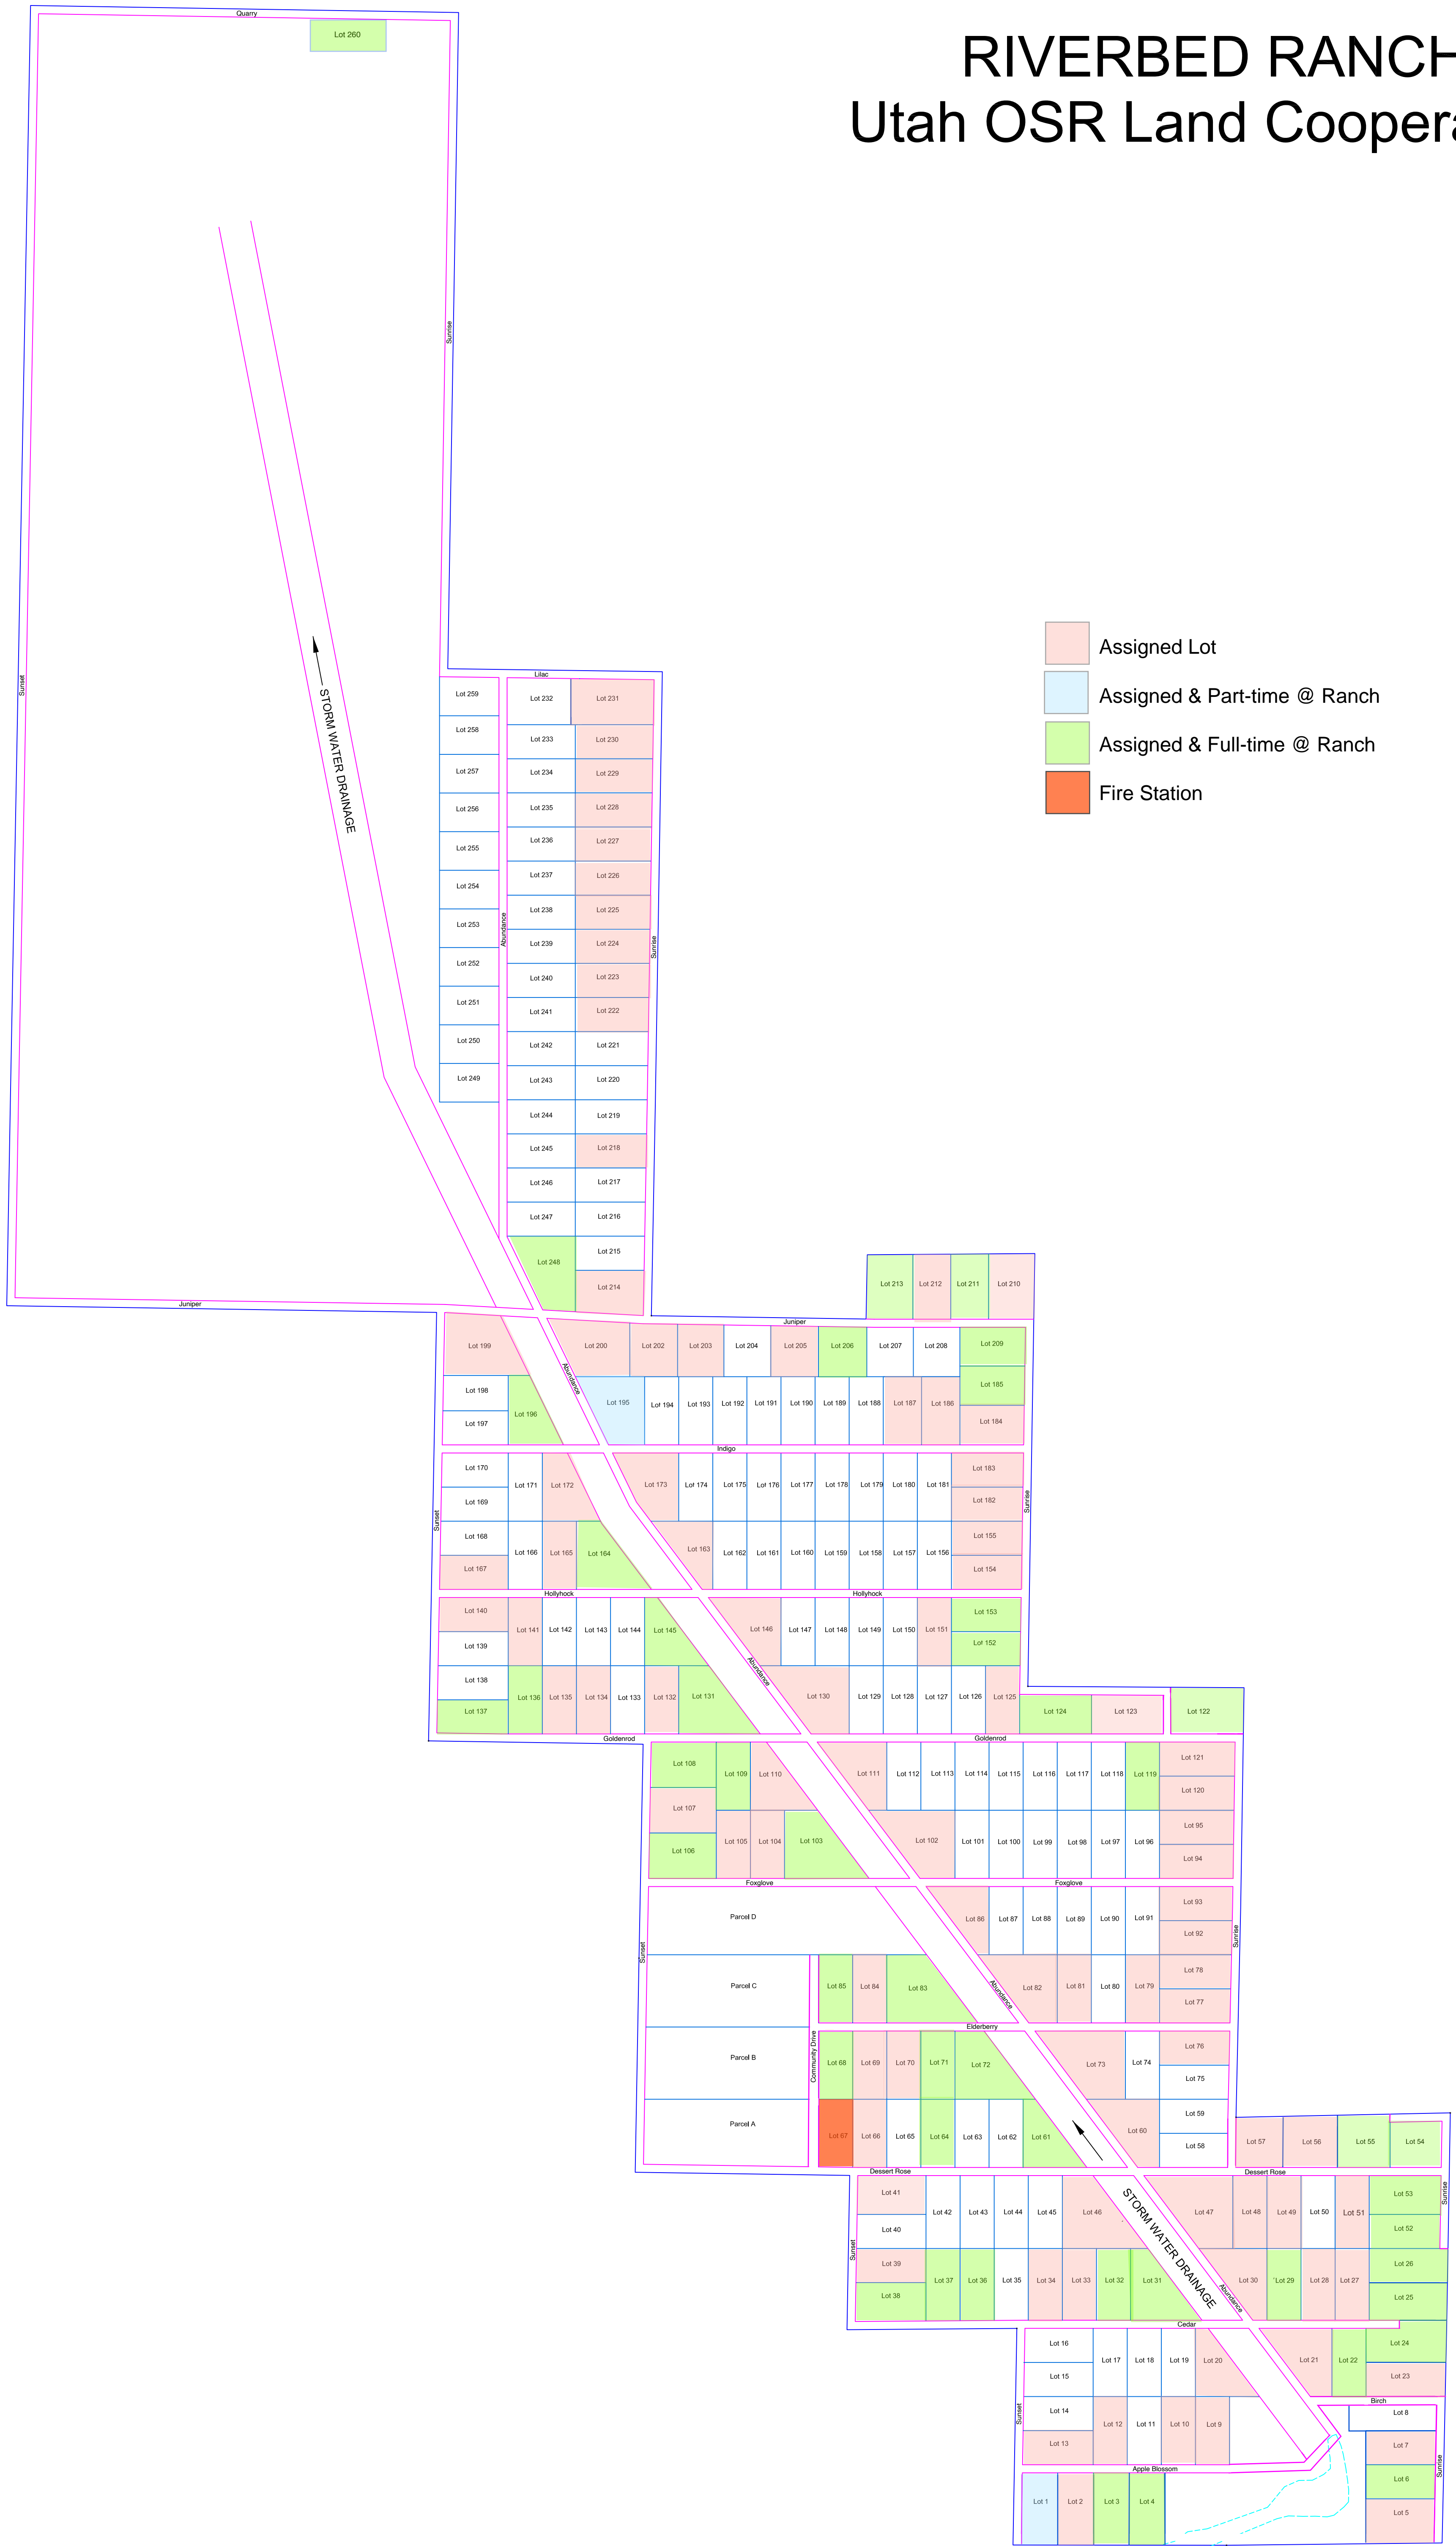 RIVERBED RANCH
Utah OSR Land Coopera
Quarry
Lot 260
Sunrise
Sunset
STORM WATER DRAINAGE
Assigned Lot
Assigned & Part-time @ Ranch
Assigned & Full-time @ Ranch
Fire Station
Lilac
Lot 259
Lot 232
Lot 231
Lot 258
Lot 233
Lot 230
Lot 257
Lot 234
Lot 229
Lot 256
Lot 235
Lot 228
Lot 255
Lot 236
Lot 227
Lot 254
Lot 237
Lot 226
Lot 253
Lot 238
Lot 225
Abundance
Sunrise
Lot 252
Lot 239
Lot 224
Lot 251
Lot 240
Lot 223
Lot 250
Lot 241
Lot 222
Lot 249
Lot 242
Lot 221
Lot 243
Lot 220
Lot 244
Lot 219
Lot 245
Lot 218
Lot 246
Lot 217
Lot 247
Lot 216
Lot 248
Lot 215
Lot 214
Lot 213
Lot 212
Lot 211
Lot 210
Juniper
Juniper
Lot 199
Lot 200
Lot 202
Lot 203
Lot 204
Lot 205
Lot 206
Lot 207
Lot 208
Lot 209
Abundance
Lot 198
Lot 197
Lot 196
Lot 195
Lot 194
Lot 193
Lot 192
Lot 191
Lot 190
Lot 189
Lot 188
Lot 187
Lot 186
Lot 185
Lot 184
Indigo
Lot 170
Lot 169
Lot 171
Lot 172
Lot 173
Lot 174
Lot 175
Lot 176
Lot 177
Lot 178
Lot 179
Lot 180
Lot 181
Lot 183
Lot 182
Sunset
Sunrise
Lot 168
Lot 167
Lot 166
Lot 165
Lot 164
Lot 163
Lot 162
Lot 161
Lot 160
Lot 159
Lot 158
Lot 157
Lot 156
Lot 155
Lot 154
Hollyhock
Hollyhock
Lot 140
Lot 139
Lot 141
Lot 142
Lot 143
Lot 144
Lot 145
Lot 146
Lot 147
Lot 148
Lot 149
Lot 150
Lot 151
Lot 153
Lot 152
Abundance
Lot 138
Lot 137
Lot 136
Lot 135
Lot 134
Lot 133
Lot 132
Lot 131
Lot 130
Lot 129
Lot 128
Lot 127
Lot 126
Lot 125
Lot 124
Lot 123
Lot 122
Goldenrod
Goldenrod
Lot 108
Lot 107
Lot 106
Lot 109
Lot 110
Lot 111
Lot 112
Lot 113
Lot 114
Lot 115
Lot 116
Lot 117
Lot 118
Lot 119
Lot 121
Lot 120
Lot 105
Lot 104
Lot 103
Lot 102
Lot 101
Lot 100
Lot 99
Lot 98
Lot 97
Lot 96
Lot 95
Lot 94
Foxglove
Foxglove
Parcel D
Lot 86
Lot 87
Lot 88
Lot 89
Lot 90
Lot 91
Lot 93
Lot 92
Sunset
Sunrise
Parcel C
Lot 85
Lot 84
Lot 83
Abundance
Lot 82
Lot 81
Lot 80
Lot 79
Lot 78
Lot 77
Elderberry
Parcel B
Community Drive
Lot 68
Lot 69
Lot 70
Lot 71
Lot 72
Lot 73
Lot 74
Lot 76
Lot 75
Parcel A
Lot 67
Lot 66
Lot 65
Lot 64
Lot 63
Lot 62
Lot 61
Lot 60
Lot 59
Lot 58
Lot 57
Lot 56
Lot 55
Lot 54
Dessert Rose
Dessert Rose
Lot 41
Lot 40
Lot 42
Lot 43
Lot 44
Lot 45
Lot 46
STORM WATER DRAINAGE
Lot 47
Lot 48
Lot 49
Lot 50
Lot 51
Lot 53
Lot 52
Sunrise
Sunset
Lot 39
Lot 38
Lot 37
Lot 36
Lot 35
Lot 34
Lot 33
Lot 32
Lot 31
Abundance
Lot 30
Lot 29
Lot 28
Lot 27
Lot 26
Lot 25
Cedar
Lot 16
Lot 15
Lot 17
Lot 18
Lot 19
Lot 20
Lot 21
Lot 22
Lot 24
Lot 23
Birch
Sunset
Lot 14
Lot 13
Lot 12
Lot 11
Lot 10
Lot 9
Lot 8
Lot 7
Sunrise
Apple Blossom
Lot 1
Lot 2
Lot 3
Lot 4
Lot 6
Lot 5